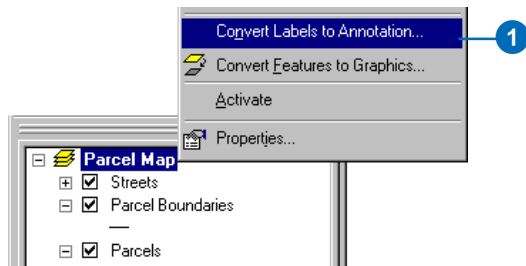 Convert Labels to Annotation...
1
Convert Features to Graphics...
Activate
Properties...
Parcel Map
Streets
Parcel Boundaries
Parcels